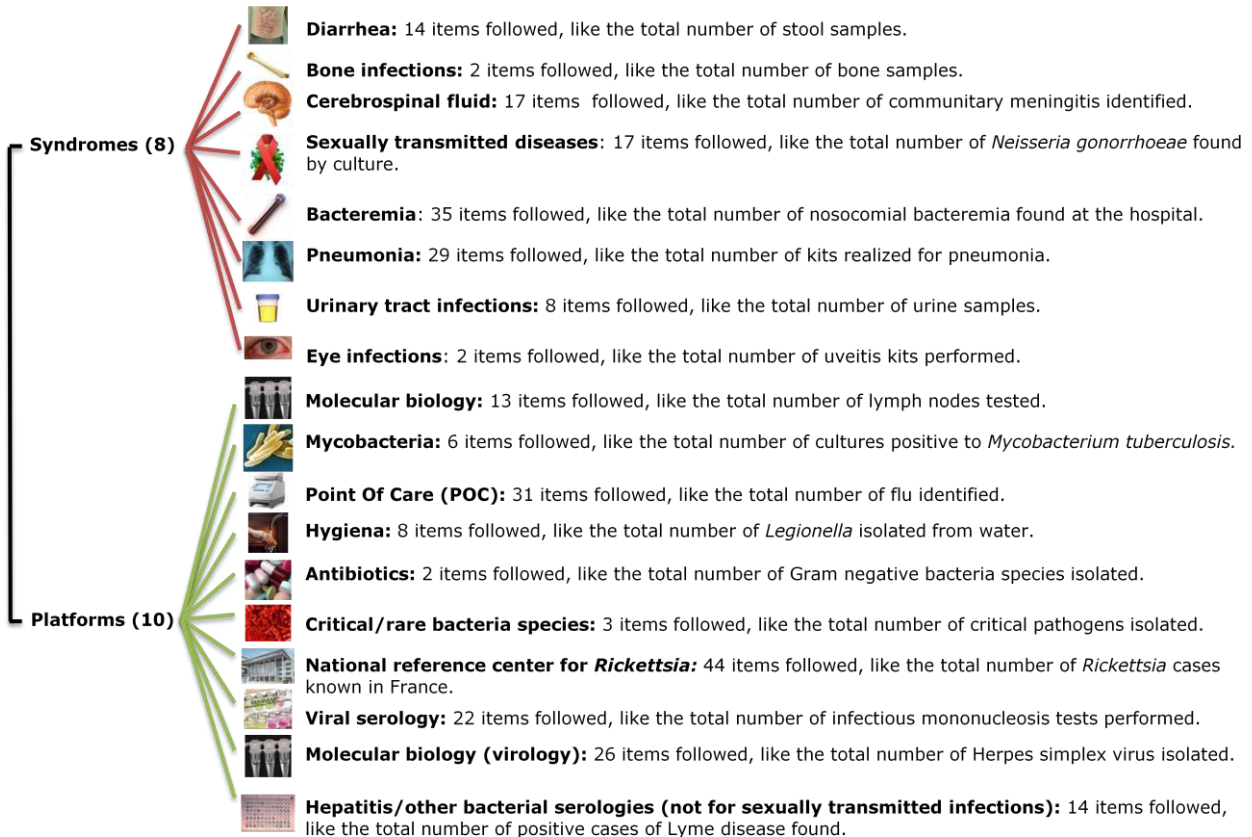 Diarrhea: 14 items followed, like the total number of stool samples.
Bone infections: 2 items followed, like the total number of bone samples.
Cerebrospinal fluid: 17 items followed, like the total number of communitary meningitis identified.
Syndromes (8)
Sexually transmitted diseases: 17 items followed, like the total number of Neisseria gonorrhoeae found
by culture.
Bacteremia: 35 items followed, like the total number of nosocomial bacteremia found at the hospital.
Pneumonia: 29 items followed, like the total number of kits realized for pneumonia.
Urinary tract infections: 8 items followed, like the total number of urine samples.
Eye infections: 2 items followed, like the total number of uveitis kits performed.
Molecular biology: 13 items followed, like the total number of lymph nodes tested.
Mycobacteria: 6 items followed, like the total number of cultures positive to Mycobacterium tuberculosis.
Point Of Care (POC): 31 items followed, like the total number of flu identified.
Hygiena: 8 items followed, like the total number of Legionella isolated from water.
Antibiotics: 2 items followed, like the total number of Gram negative bacteria species isolated.
Platforms (10)
Critical/rare bacteria species: 3 items followed, like the total number of critical pathogens isolated.
National reference center for Rickettsia: 44 items followed, like the total number of Rickettsia cases
known in France.
Viral serology: 22 items followed, like the total number of infectious mononucleosis tests performed.
Molecular biology (virology): 26 items followed, like the total number of Herpes simplex virus isolated.
Hepatitis/other bacterial serologies (not for sexually transmitted infections): 14 items followed,
like the total number of positive cases of Lyme disease found.